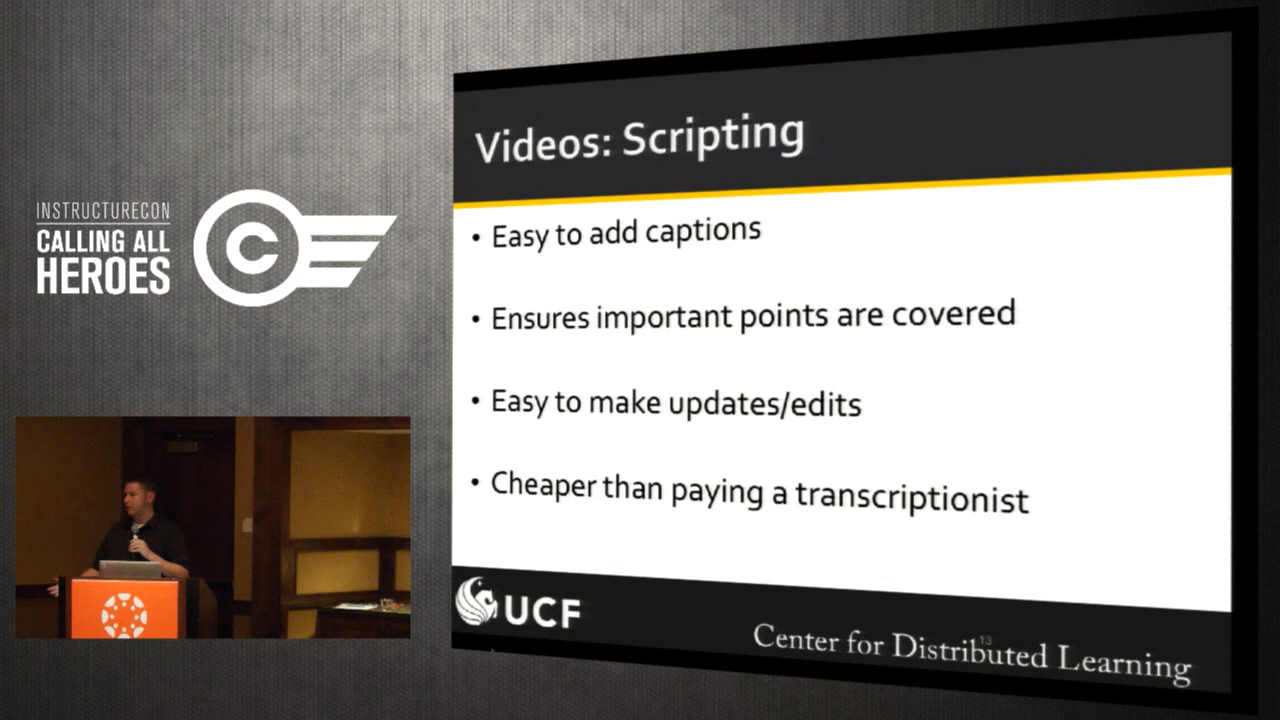 INSTRUCTURECON
CALLING ALL
HEROES
C
Videos: Scripting
• Easy to add captions
• Ensures important points are covered
• Easy to make updates/edits
• Cheaper than paying a transcriptionist
UCF
13
Center for Distributed Learning